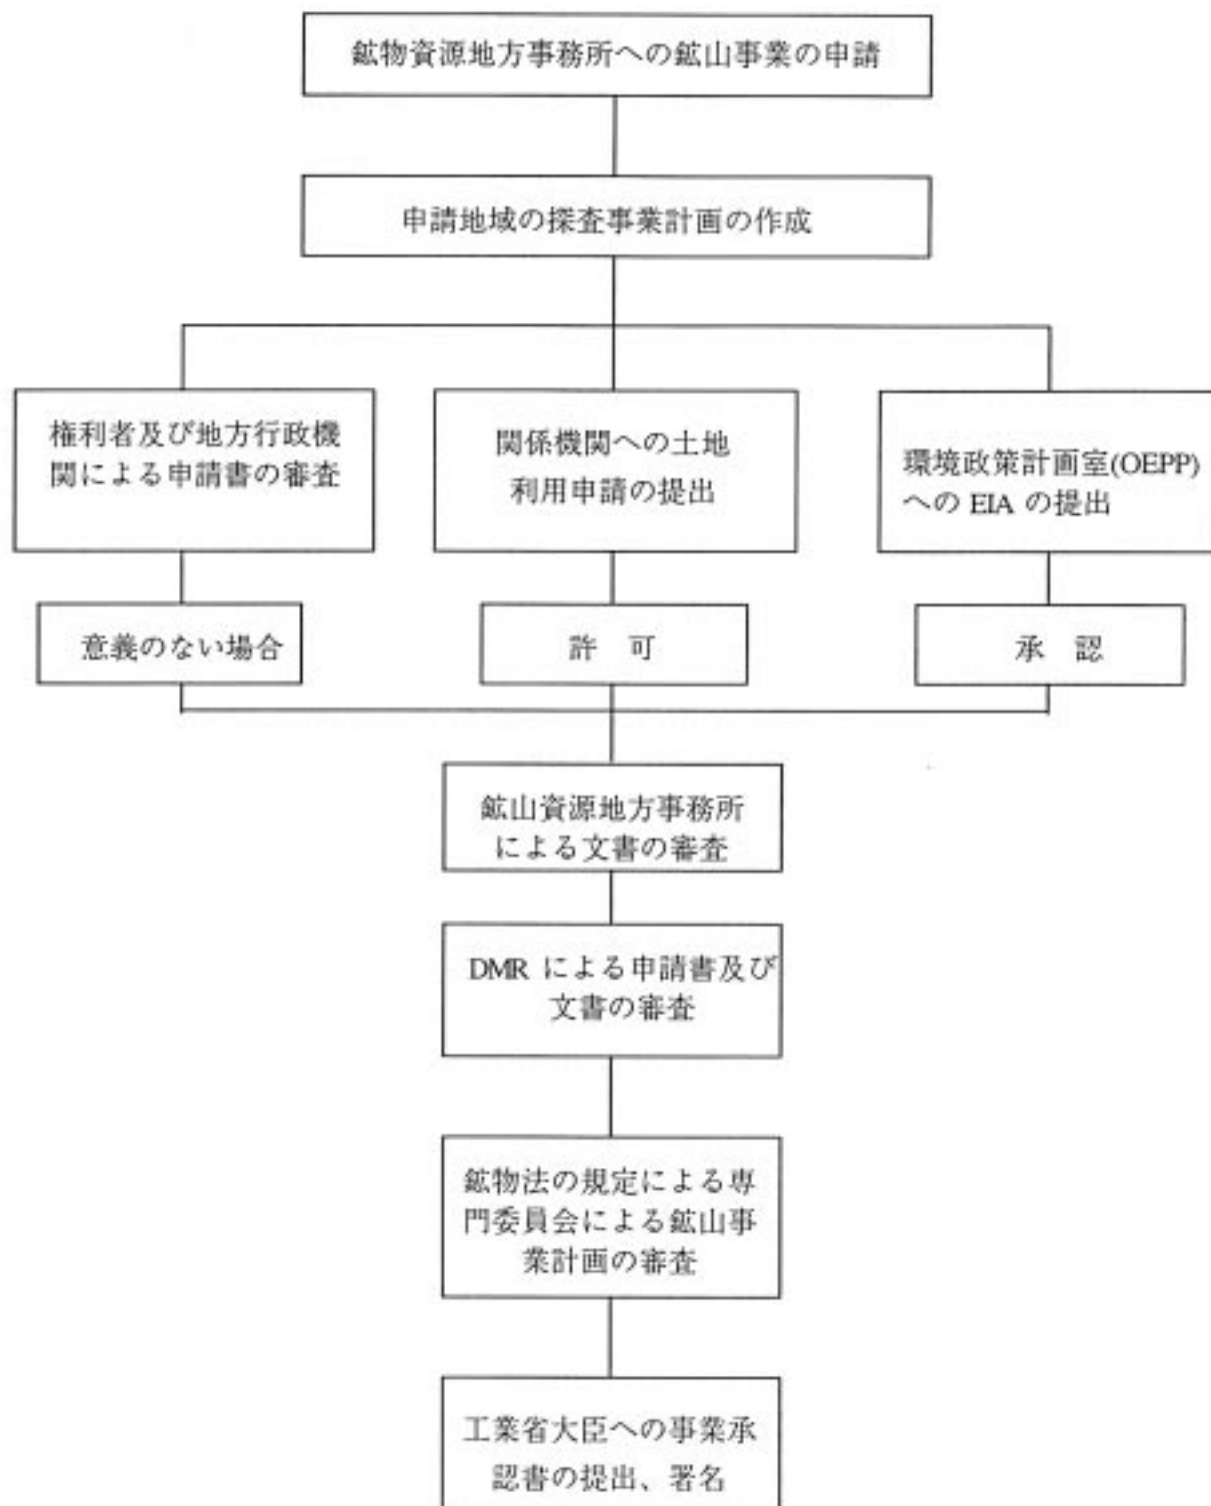 鉱物資源地方事務所への鉱山事業の申請
申請地域の探査事業計画の作成
権利者及び地方行政機
関による申請書の審査
関係機関への土地
利用申請の提出
環境政策計画室(OEPP)
への EIA の提出
意義のない場合
許 可
承 認
鉱山資源地方事務所
による文書の審査
DMR による申請書及び
文書の審査
鉱物法の規定による専
門委員会による鉱山事
業計画の審査
工業省大臣への事業承
認書の提出、署名